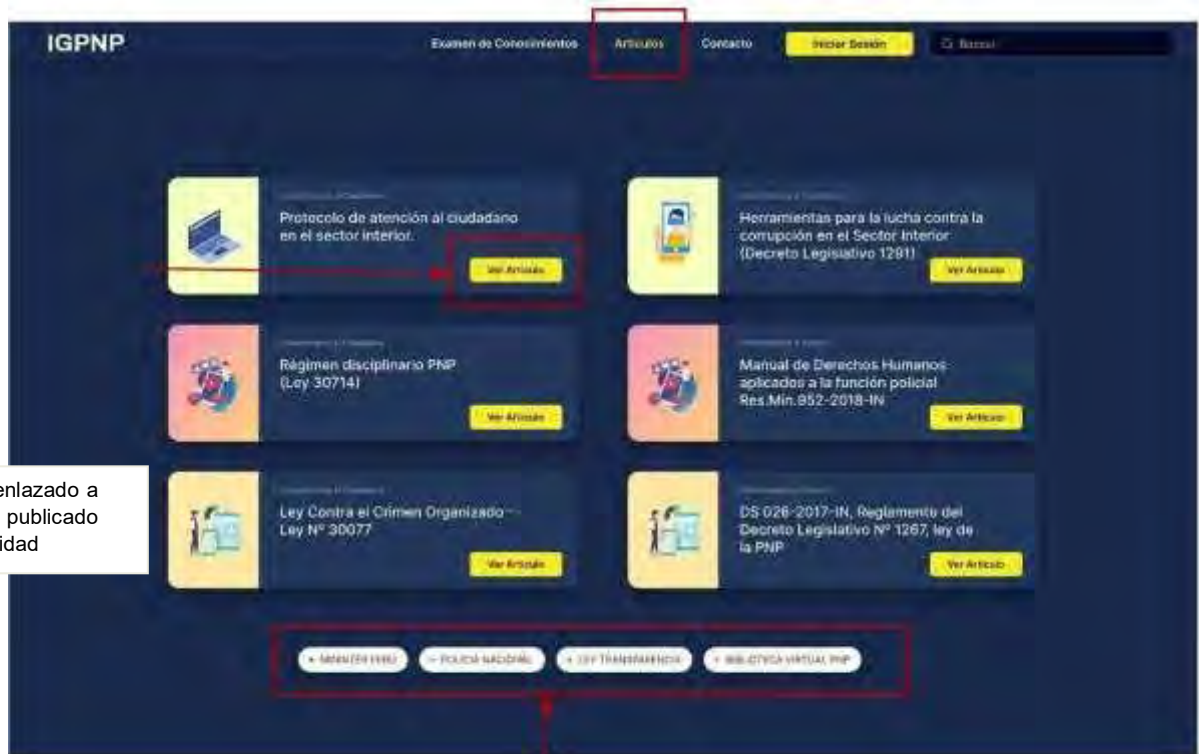 IGPNP
Examen de Conocimientos
Artículos
Contacto
Iniciar Sesión
Buscar
Protocolo de atención al ciudadano
en el sector interior.
Ver Artículo
Herramientas para la lucha contra la
corrupción en el Sector Interior
(Decreto Legislativo 1291)
Ver Artículo
Régimen disciplinario PNP
(Ley 30714)
Ver Artículo
Manual de Derechos Humanos
aplicados a la función policial
Res.Min.952-2018-IN
Ver Artículo
enlazado a
publicado
idad
Ley Contra el Crimen Organizado -
Ley Nº 30077
Ver Artículo
DS 026-2017-IN, Reglamento del
Decreto Legislativo Nº 1267, ley de
la PNP
Ver Artículo
+ MININTER PERÚ
+ POLICÍA NACIONAL
+ LEY TRANSPARENCIA
+ BIBLIOTECA VIRTUAL PNP